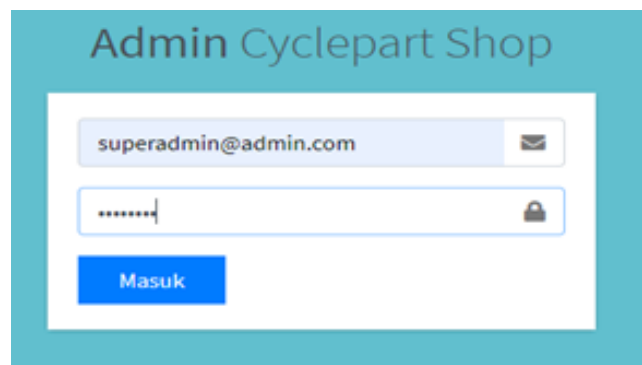 Admin Cyclepart Shop
superadmin@admin.com
••••••••
Masuk